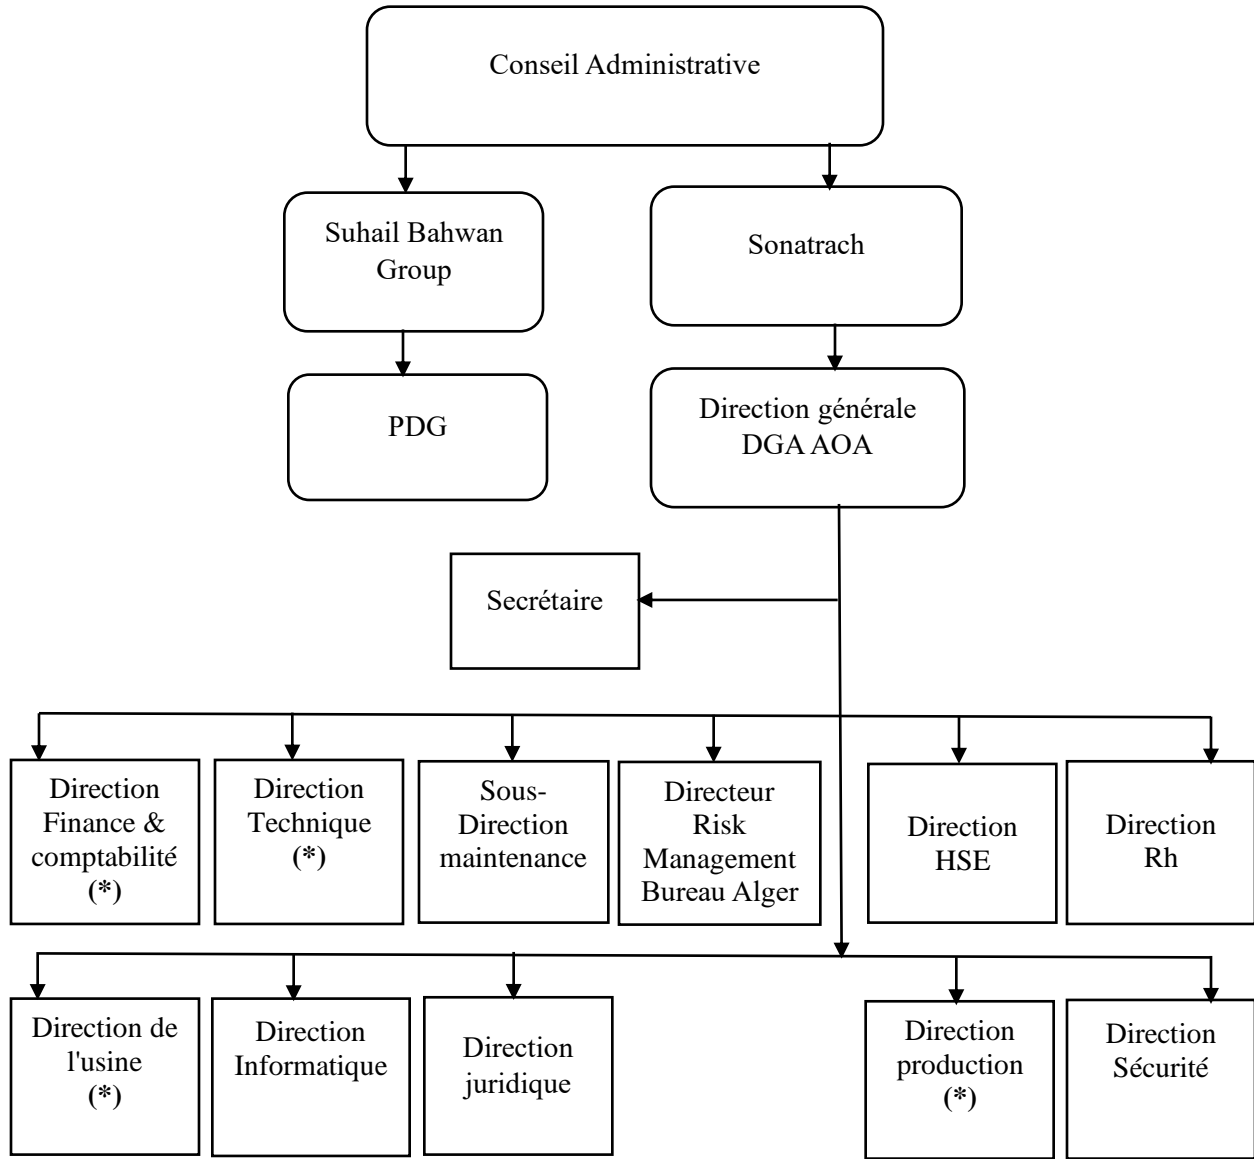 Conseil Administrative
Suhail Bahwan
Group
Sonatrach
PDG
Direction générale
DGA AOA
Secrétaire
Direction
Finance &
comptabilité
(*)
Direction
Technique
(*)
Sous-
Direction
maintenance
Directeur
Risk
Management
Bureau Alger
Direction
HSE
Direction
Rh
Direction de
l'usine
(*)
Direction
Informatique
Direction
juridique
Direction
production
(*)
Direction
Sécurité